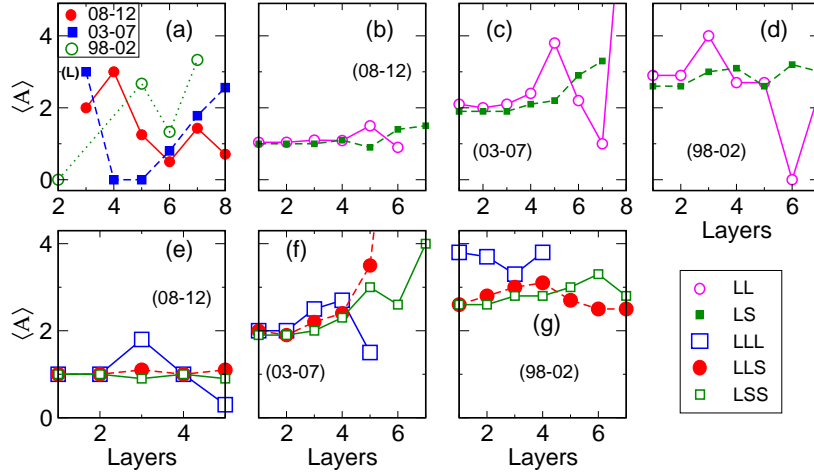 08-12
03-07
98-02
(a)
(b)
(c)
(d)
(L)
(08-12)
(03-07)
(98-02)
⟨A⟩
4
2
0
2 4 6 8
2 4 6
2 4 6 8
2 4 6
Layers
(e)
(f)
(g)
(08-12)
(03-07)
(98-02)
⟨A⟩
4
2
0
2 4
2 4 6
2 4 6
Layers
Layers
Layers
LL
LS
LLL
LLS
LSS